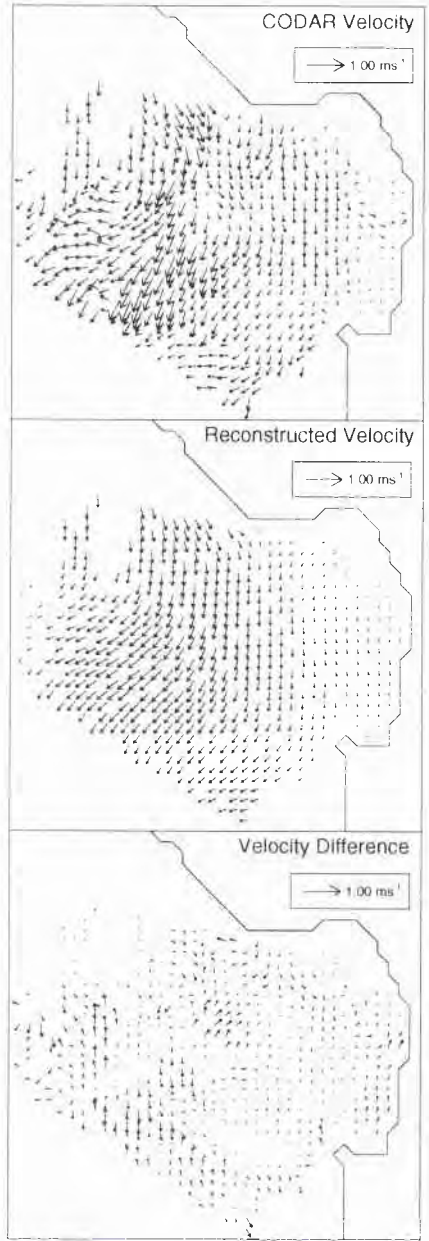 CODAR Velocity
1.00 ms⁻¹
Reconstructed Velocity
1.00 ms⁻¹
Velocity Difference
1.00 ms⁻¹